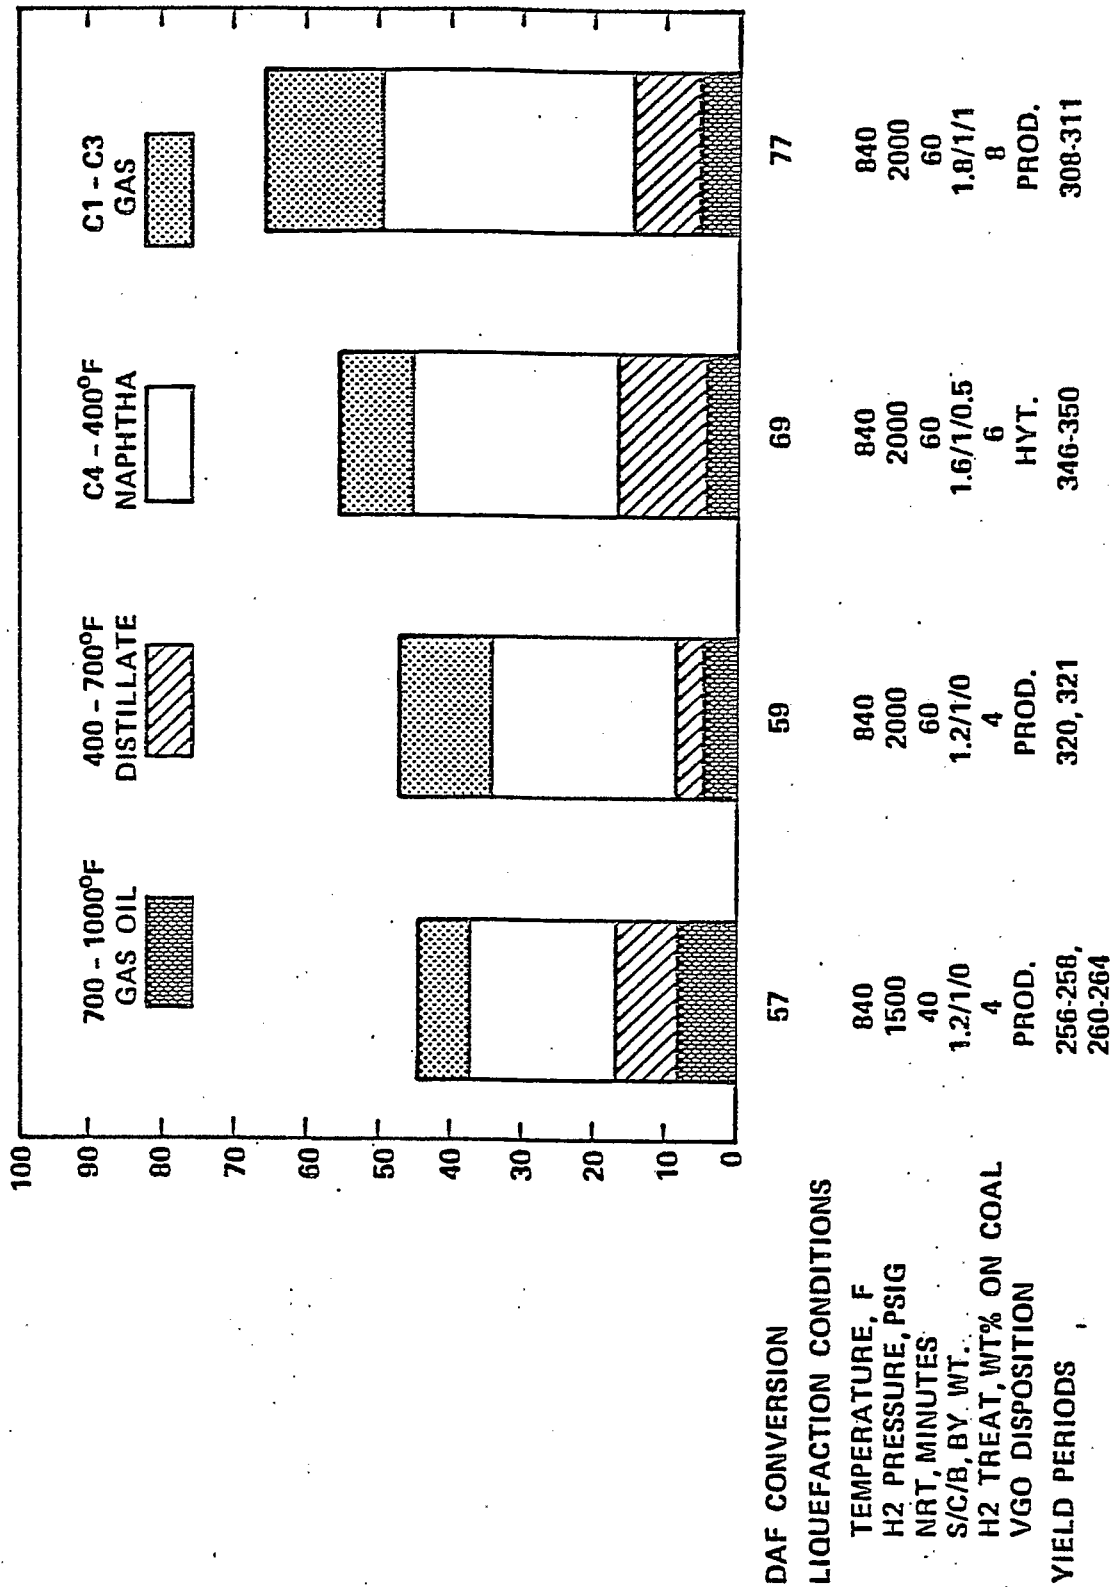 700 - 1000°F
GAS OIL
400 - 700°F
DISTILLATE
C4 - 400°F
NAPHTHA
C1 - C3
GAS
100
90
80
70
60
50
40
30
20
10
0
DAF CONVERSION 57 59 69 77
LIQUEFACTION CONDITIONS
TEMPERATURE, F 840 840 840 840
H2 PRESSURE, PSIG 1500 2000 2000 2000
NRT, MINUTES 40 60 60 60
S/C/B, BY WT. 1.2/1/0 1.2/1/0 1.6/1/0.5 1.8/1/1
H2 TREAT, WT% ON COAL 4 4 6 8
VGO DISPOSITION PROD. PROD. HYT. PROD.
YIELD PERIODS 256-258, 320, 321 346-350 308-311
260-264